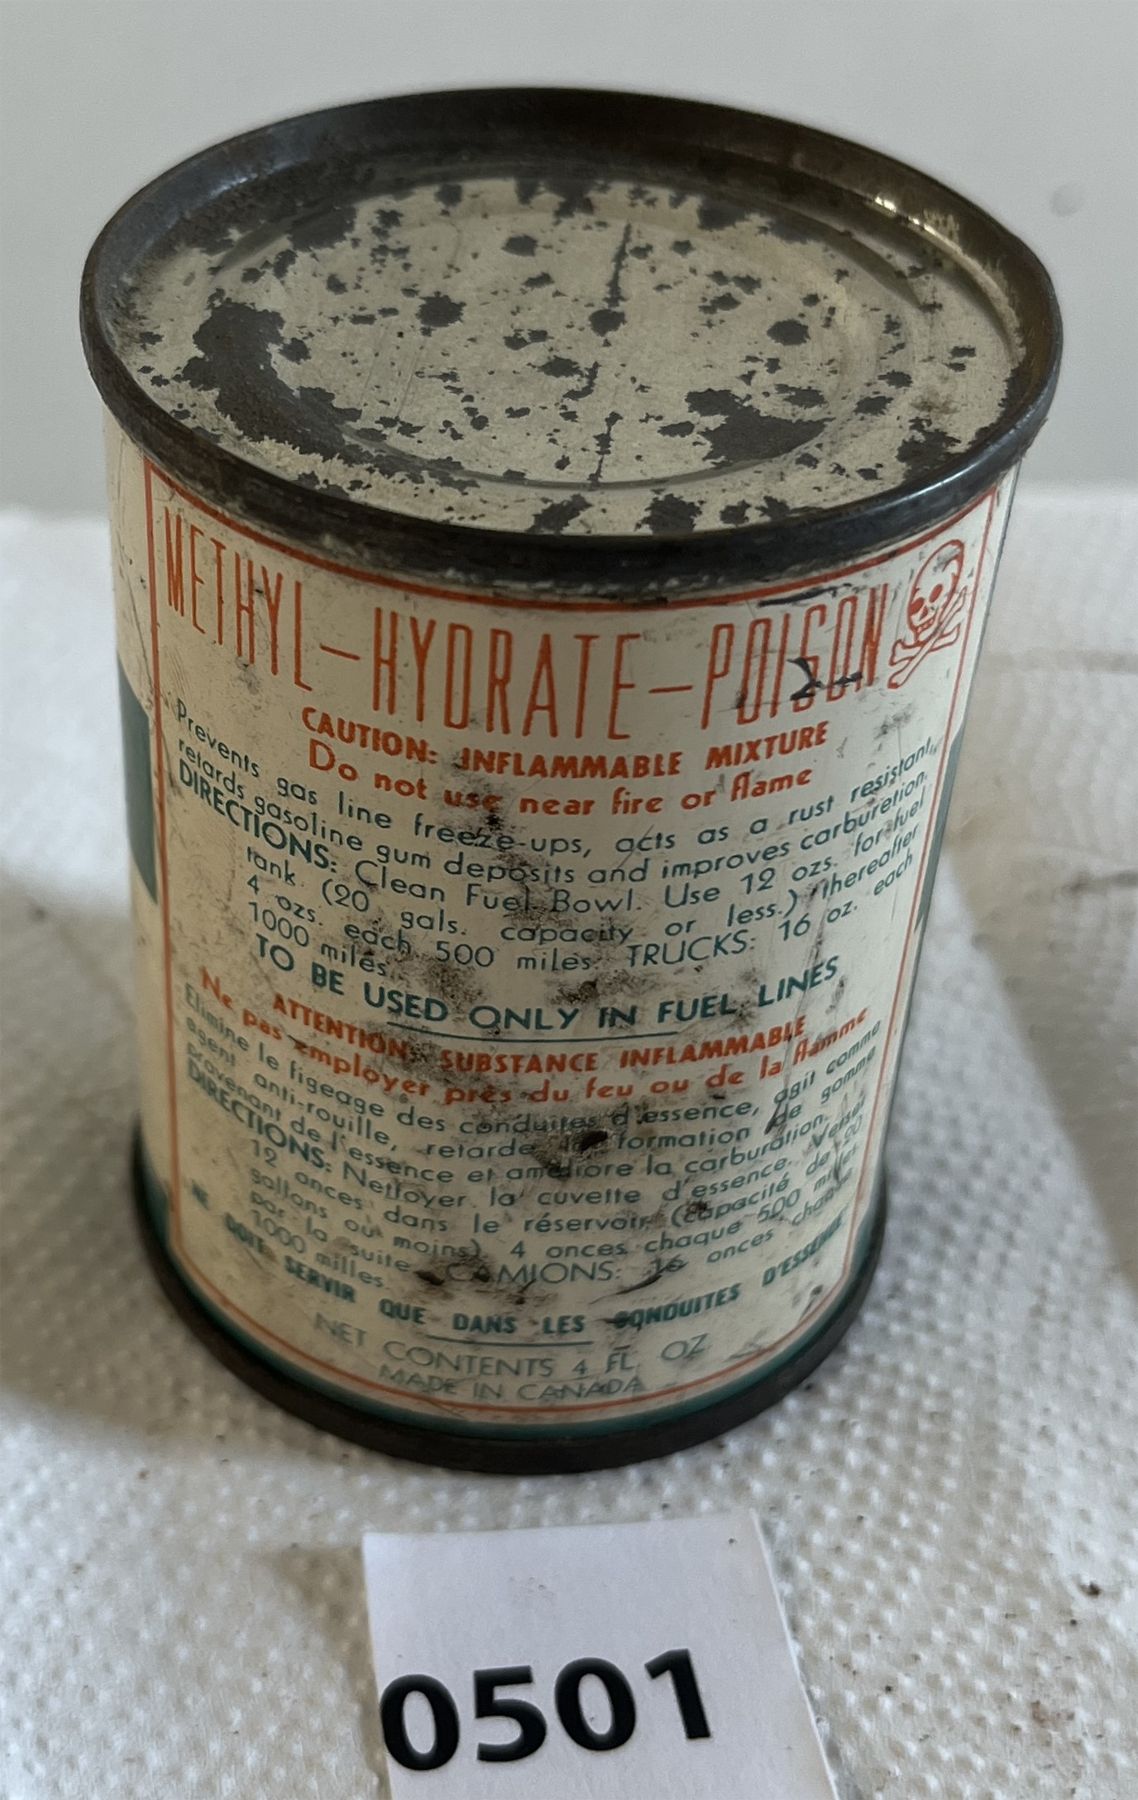 METHYL-HYDRATE-POISON
CAUTION: INFLAMMABLE MIXTURE
Do not use near fire or flame
Prevents gas line freeze-ups, acts as a rust resistant,
retards gasoline gum deposits and improves carburetion.
DIRECTIONS: Clean Fuel Bowl. Use 12 ozs. for fuel
tank (20 gals. capacity or less.) thereafter
4 ozs. each 500 miles. TRUCKS: 16 oz. each
1000 miles.
TO BE USED ONLY IN FUEL LINES
ATTENTION: SUBSTANCE INFLAMMABLE
Ne pas employer près du feu ou de la flamme
Elimine le figeage des conduites d'essence, agit comme
agent anti-rouille, retarde la formation de gomme
provenant de l'essence et améliore la carburation.
DIRECTIONS: Nettoyer la cuvette d'essence. Verser
12 onces dans le réservoir (capacité de 20
gallons ou moins). 4 onces chaque 500 milles
par la suite. CAMIONS: 16 onces chaque
1000 milles.
NE DOIT SERVIR QUE DANS LES CONDUITES D'ESSENCE
NET CONTENTS 4 FL. OZ.
MADE IN CANADA
0501